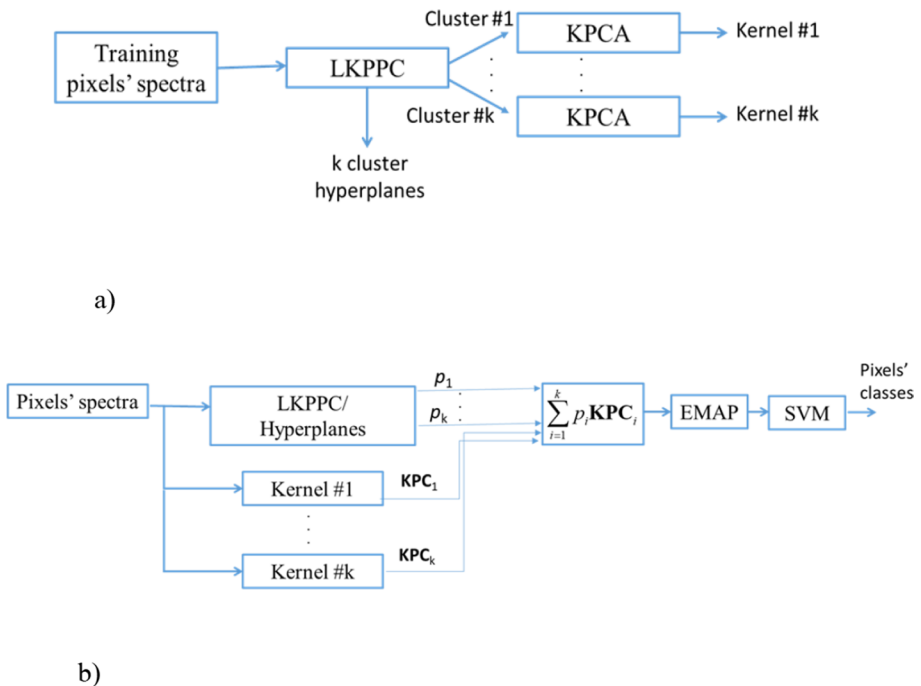 Training
pixels' spectra
LKPPC
Cluster #1
Cluster #k
KPCA
KPCA
Kernel #1
Kernel #k
k cluster
hyperplanes
a)
Pixels' spectra
LKPPC/
Hyperplanes
p₁
pₖ
Kernel #1
Kernel #k
KPC₁
KPCₖ
∑ᵢ₌₁ᵏ pᵢKPCᵢ
EMAP
SVM
Pixels'
classes
b)